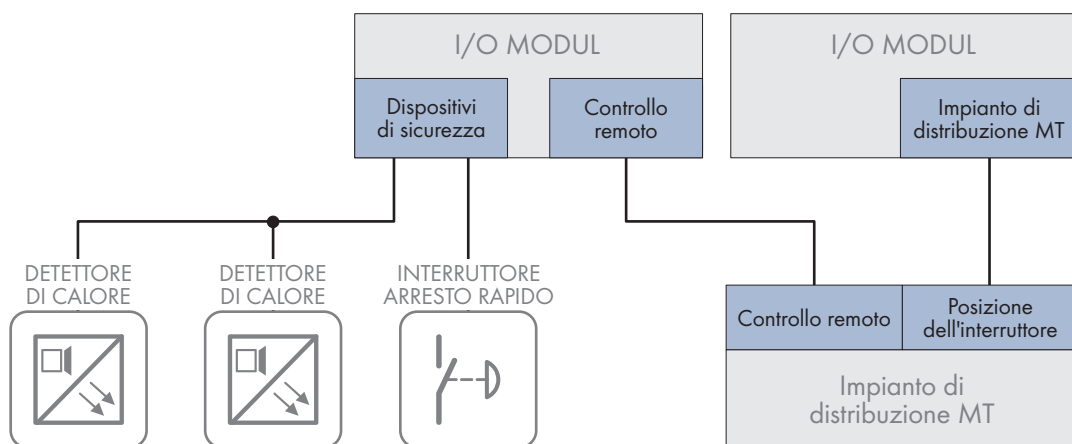 I/O MODUL
I/O MODUL
Dispositivi
di sicurezza
Controllo
remoto
Impianto di
distribuzione MT
DETETTORE
DI CALORE
DETETTORE
DI CALORE
INTERRUTTORE
ARRESTO RAPIDO
Controllo remoto
Posizione
dell'interruttore
Impianto di
distribuzione MT